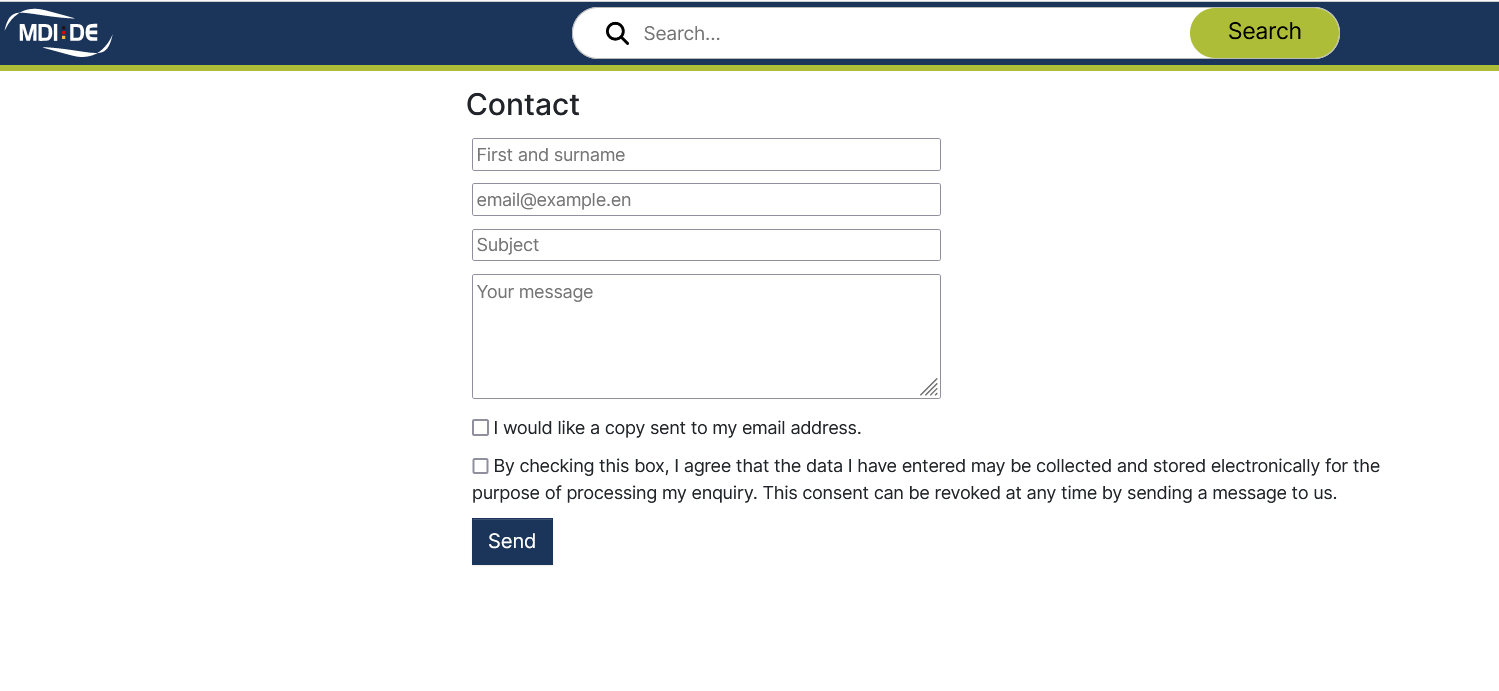 MDI:DE
Search...
Search
Contact
First and surname
email@example.en
Subject
Your message
I would like a copy sent to my email address.
By checking this box, I agree that the data I have entered may be collected and stored electronically for the
purpose of processing my enquiry. This consent can be revoked at any time by sending a message to us.
Send